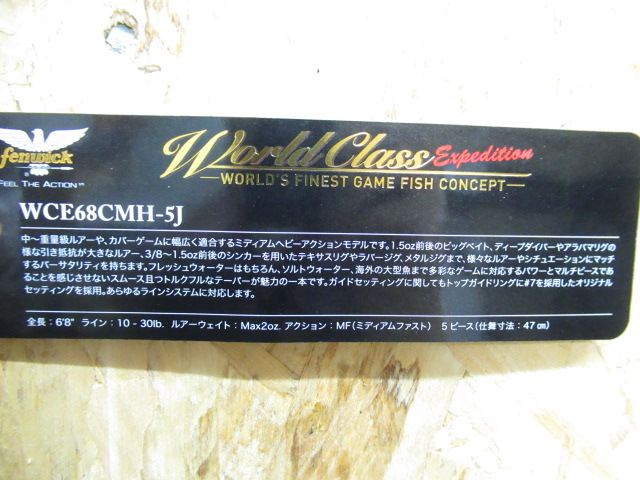 fenwick
FEEL THE ACTION™
World Class Expedition
WORLD'S FINEST GAME FISH CONCEPT
WCE68CMH-5J
中〜重量級ルアーや、カバーゲームに幅広く適合するミディアムヘビーアクションモデルです。1.5oz前後のビッグベイト、ディープダイバーやアラバマリグの
様な引き抵抗が大きなルアー、3/8〜1.5oz前後のシンカーを用いたテキサスリグやラバージグ、メタルジグまで、様々なルアーやシチュエーションにマッチ
するバーサタリティを持ちます。フレッシュウォーターはもちろん、ソルトウォーター、海外の大型魚まで多彩なゲームに対応するパワーとマルチピースであ
ることを感じさせないスムース且つトルクフルなテーパーが魅力の一本です。ガイドセッティングに関してもトップガイドリングに#7を採用したオリジナル
セッティングを採用。あらゆるラインシステムに対応します。
全長：6'8" ライン：10-30lb. ルアーウェイト：Max2oz. アクション：MF(ミディアムファスト) 5ピース(仕舞寸法：47㎝)